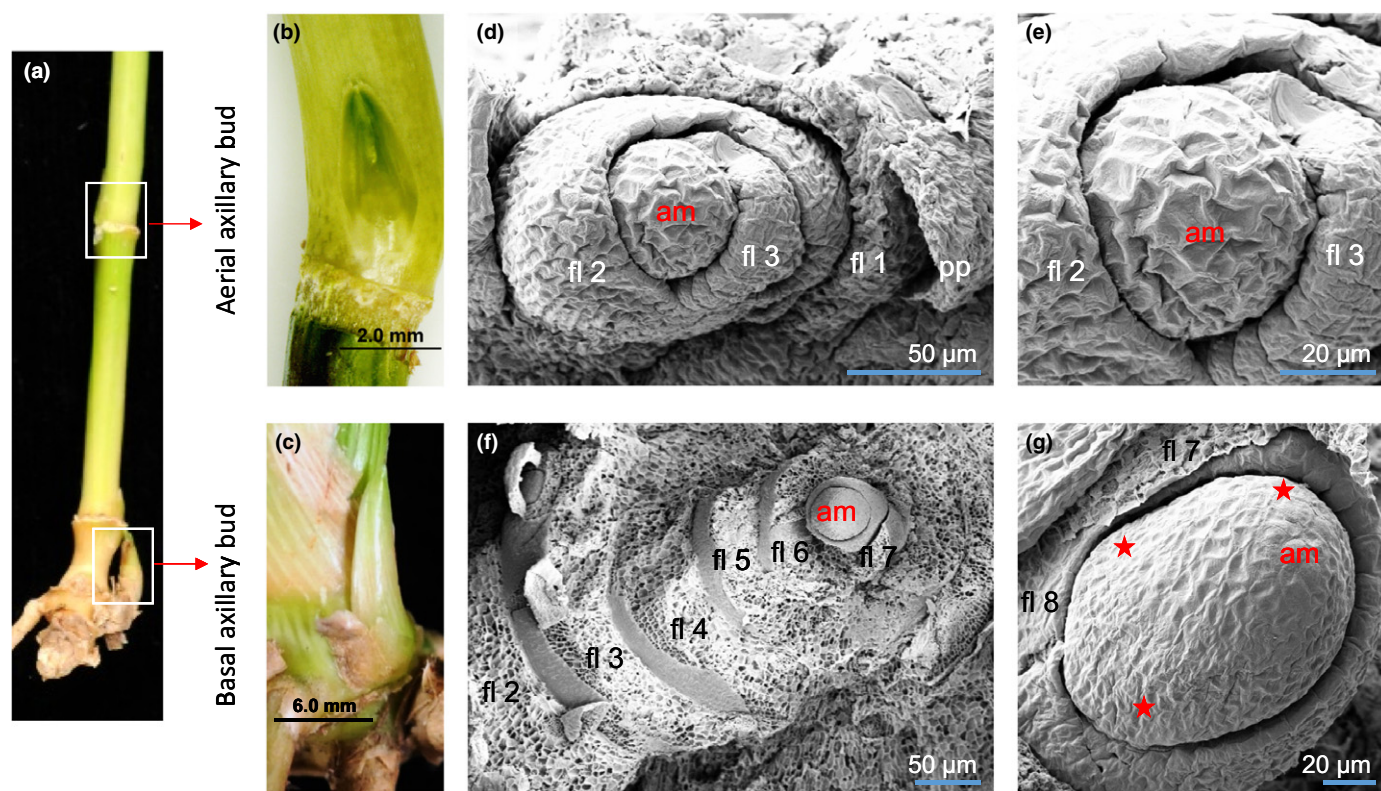 (a)
Aerial axillary bud
Basal axillary bud
(b)
2.0 mm
(c)
6.0 mm
(d)
am
fl 2
fl 3
fl 1
pp
50 µm
(e)
am
fl 2
fl 3
20 µm
(f)
am
fl 5
fl 6
fl 7
fl 4
fl 3
fl 2
50 µm
(g)
fl 7
am
fl 8
20 µm